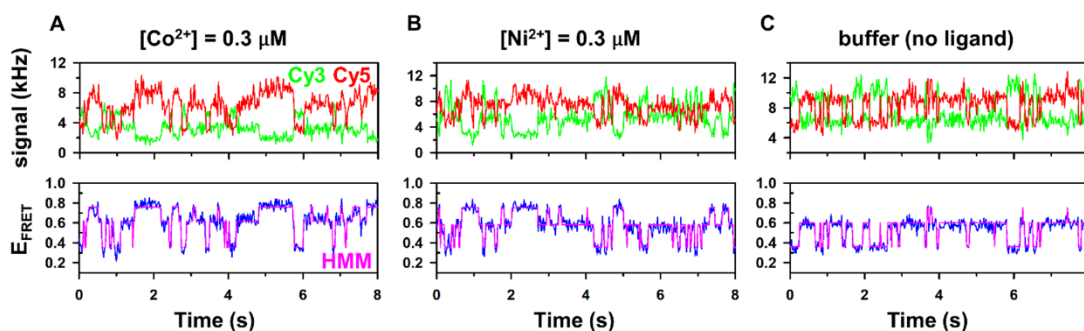 A
[Co²⁺] = 0.3 μM
B
[Ni²⁺] = 0.3 μM
C
buffer (no ligand)
signal (kHz)
12
8
4
0
Cy3 Cy5
12
8
4
0
12
8
4
E_FRET
1.0
0.8
0.6
0.4
0.2
HMM
0 2 4 6 8
Time (s)
1.0
0.8
0.6
0.4
0.2
0 2 4 6 8
Time (s)
1.0
0.8
0.6
0.4
0.2
0 2 4 6
Time (s)